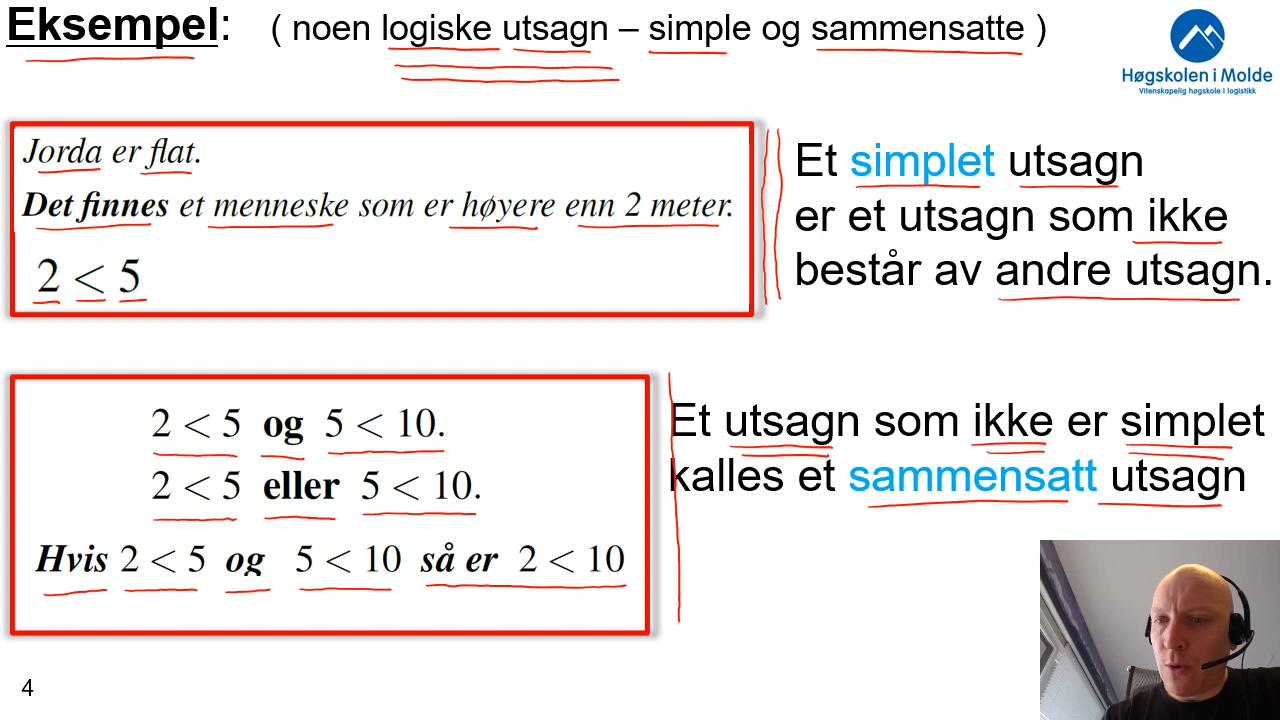 Eksempel: ( noen logiske utsagn – simple og sammensatte )
Høgskolen i Molde
Vitenskapelig høgskole i logistikk
Jorda er flat.
Det finnes et menneske som er høyere enn 2 meter.
2 < 5
Et simplet utsagn
er et utsagn som ikke
består av andre utsagn.
2 < 5 og 5 < 10.
2 < 5 eller 5 < 10.
Hvis 2 < 5 og 5 < 10 så er 2 < 10
Et utsagn som ikke er simplet
kalles et sammensatt utsagn
4